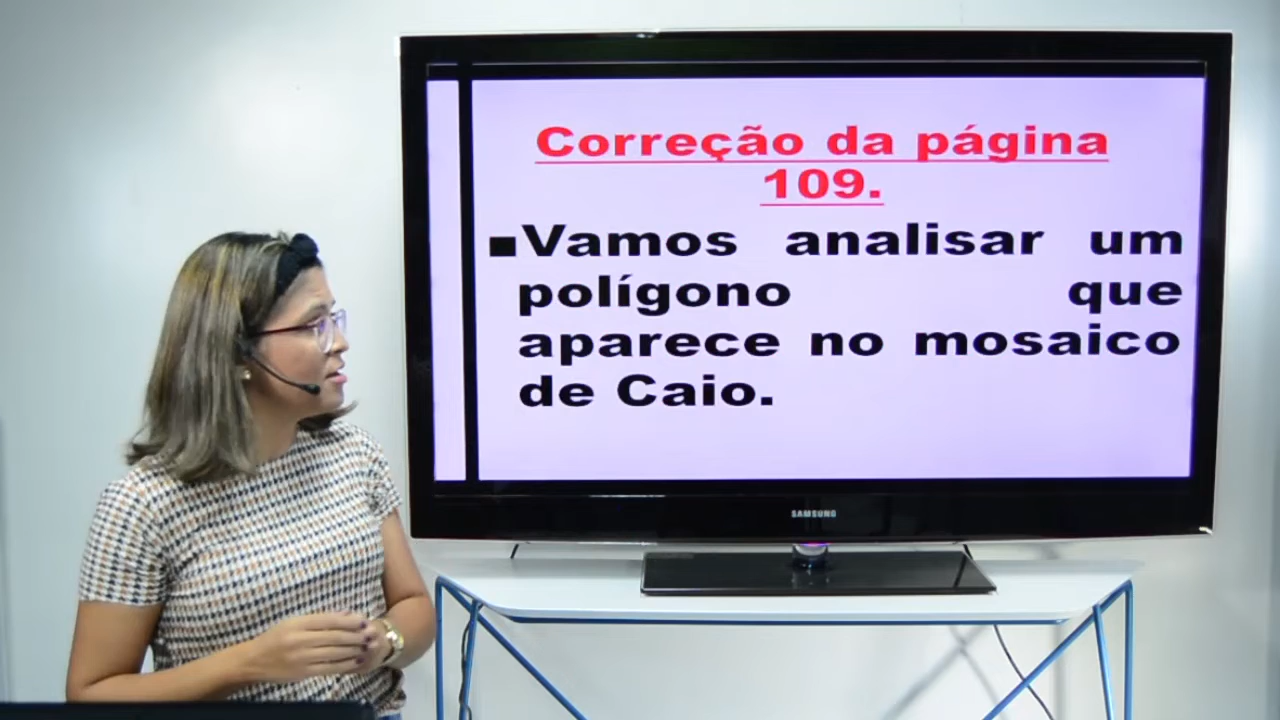 Correção da página
109.
▪Vamos analisar um
polígono que
aparece no mosaico
de Caio.
SAMSUNG